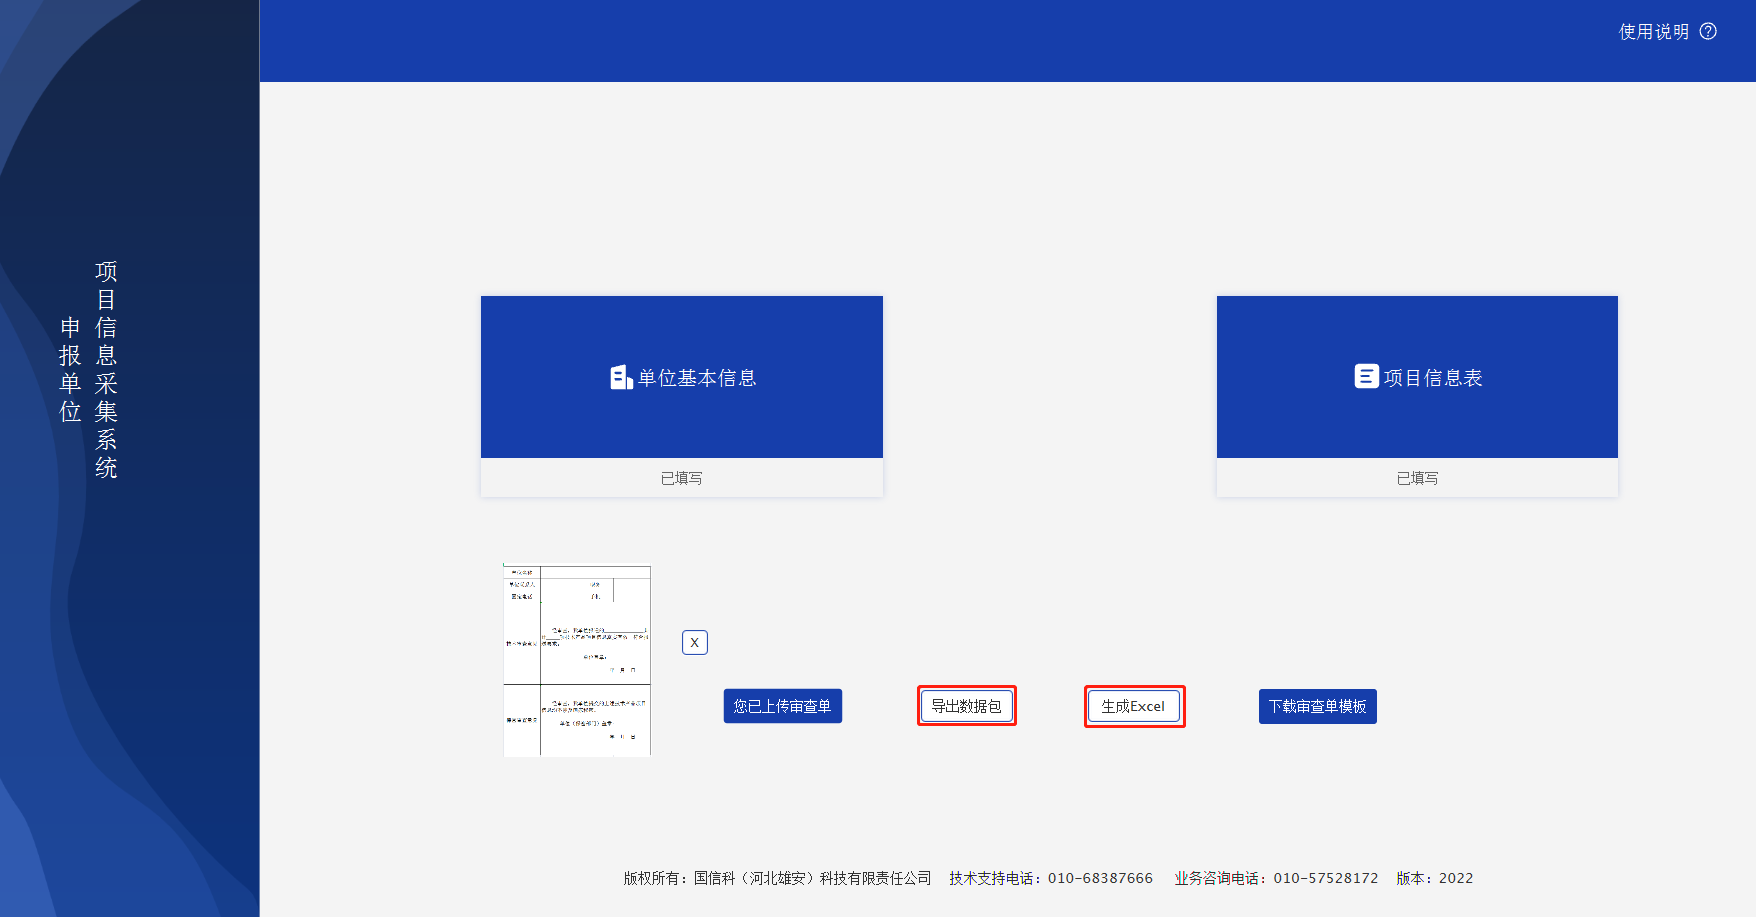 使用说明
项目信息采集系统
申报单位
单位基本信息
已填写
项目信息表
已填写
X
您已上传审查单
导出数据包
生成Excel
下载审查单模板
版权所有：国信科（河北雄安）科技有限责任公司 技术支持电话：010-68387666 业务咨询电话：010-57528172 版本：2022